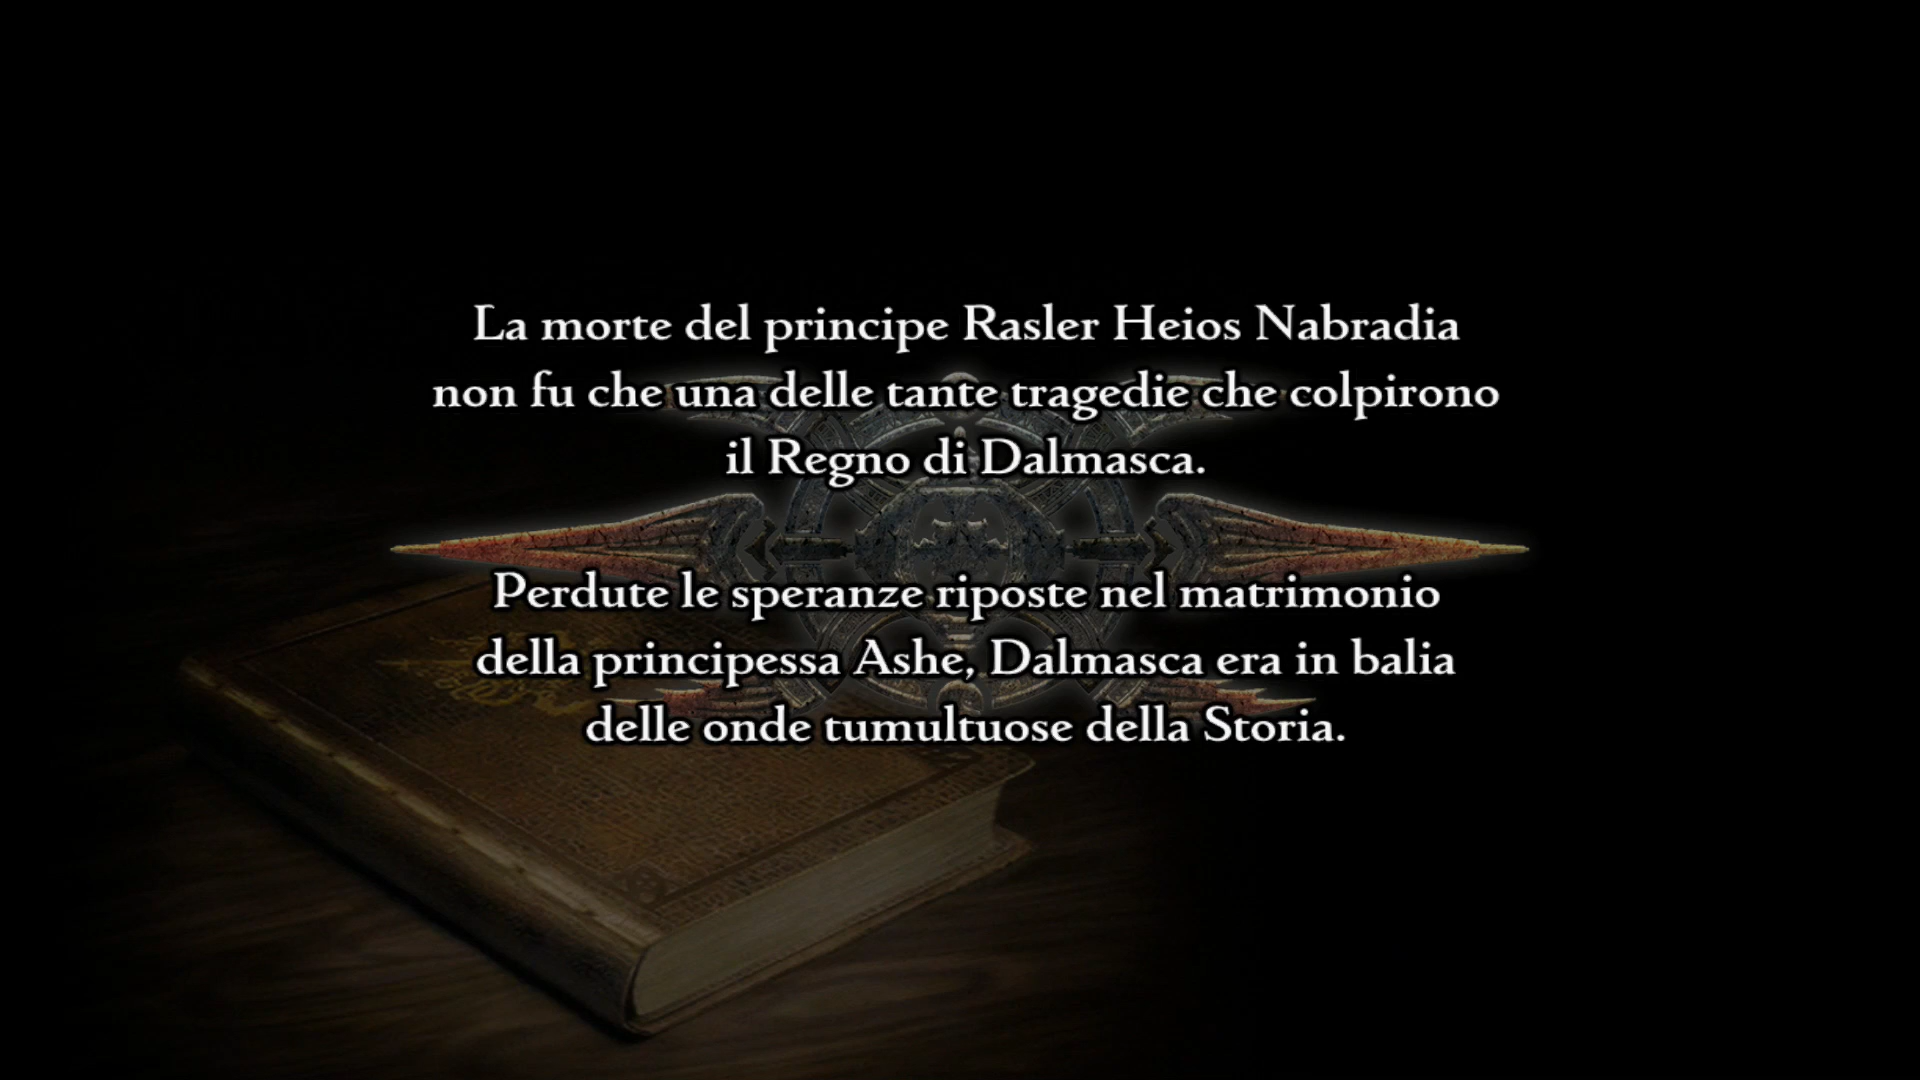 La morte del principe Rasler Heios Nabradia
non fu che una delle tante tragedie che colpirono
il Regno di Dalmasca.
Perdute le speranze riposte nel matrimonio
della principessa Ashe, Dalmasca era in balia
delle onde tumultuose della Storia.